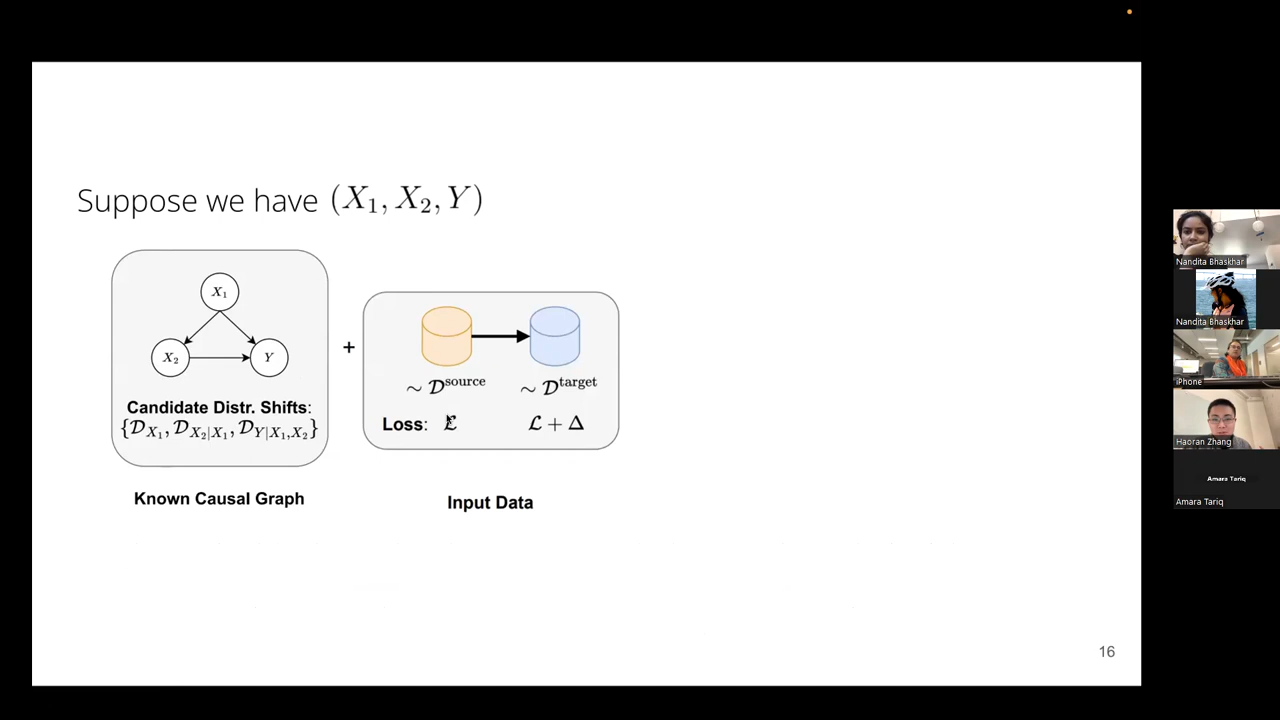 Suppose we have (X₁, X₂, Y)
X₁
X₂
Y
Candidate Distr. Shifts:
{𝒟_{X₁}, 𝒟_{X₂|X₁}, 𝒟_{Y|X₁,X₂}}
Known Causal Graph
+
∼ 𝒟^{source}
∼ 𝒟^{target}
Loss: ℒ
ℒ + Δ
Input Data
16
Nandita Bhaskhar
Nandita Bhaskhar
iPhone
Haoran Zhang
Amara Tariq
Amara Tariq